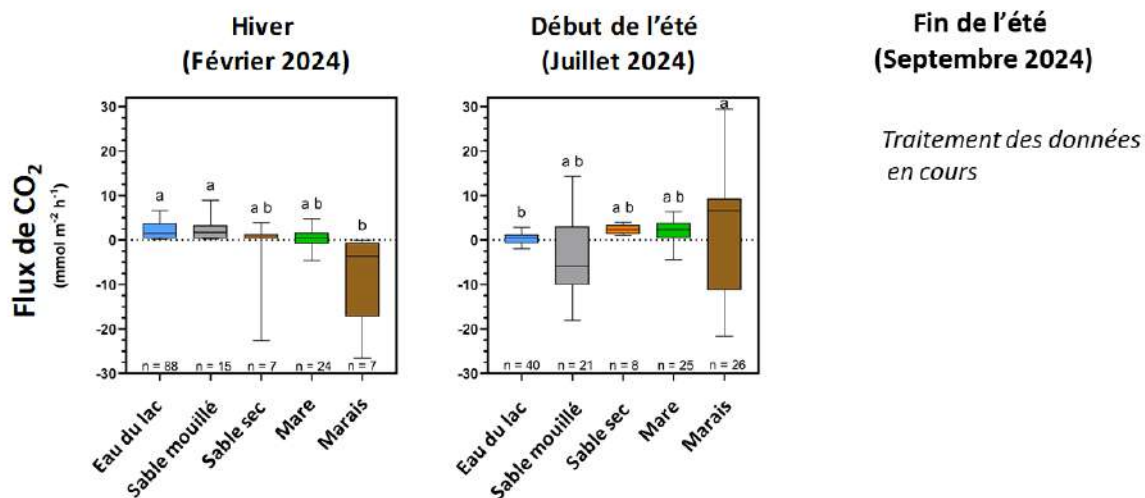 Hiver
(Février 2024)
Début de l’été
(Juillet 2024)
Fin de l’été
(Septembre 2024)
Traitement des données
en cours
Flux de CO₂
(mmol m⁻² h⁻¹)
30
20
10
0
-10
-20
-30
a
a
a b
a b
b
n = 88
n = 15
n = 7
n = 24
n = 7
Eau du lac
Sable mouillé
Sable sec
Mare
Marais
30
20
10
0
-10
-20
-30
b
a b
a b
a b
a
n = 40
n = 21
n = 8
n = 25
n = 26
Eau du lac
Sable mouillé
Sable sec
Mare
Marais